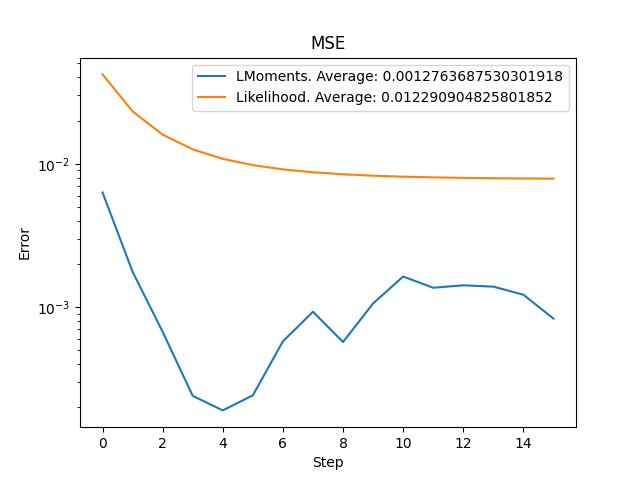 MSE
LMoments. Average: 0.0012763687530301918
Likelihood. Average: 0.012290904825801852
Error
10⁻²
10⁻³
0 2 4 6 8 10 12 14
Step